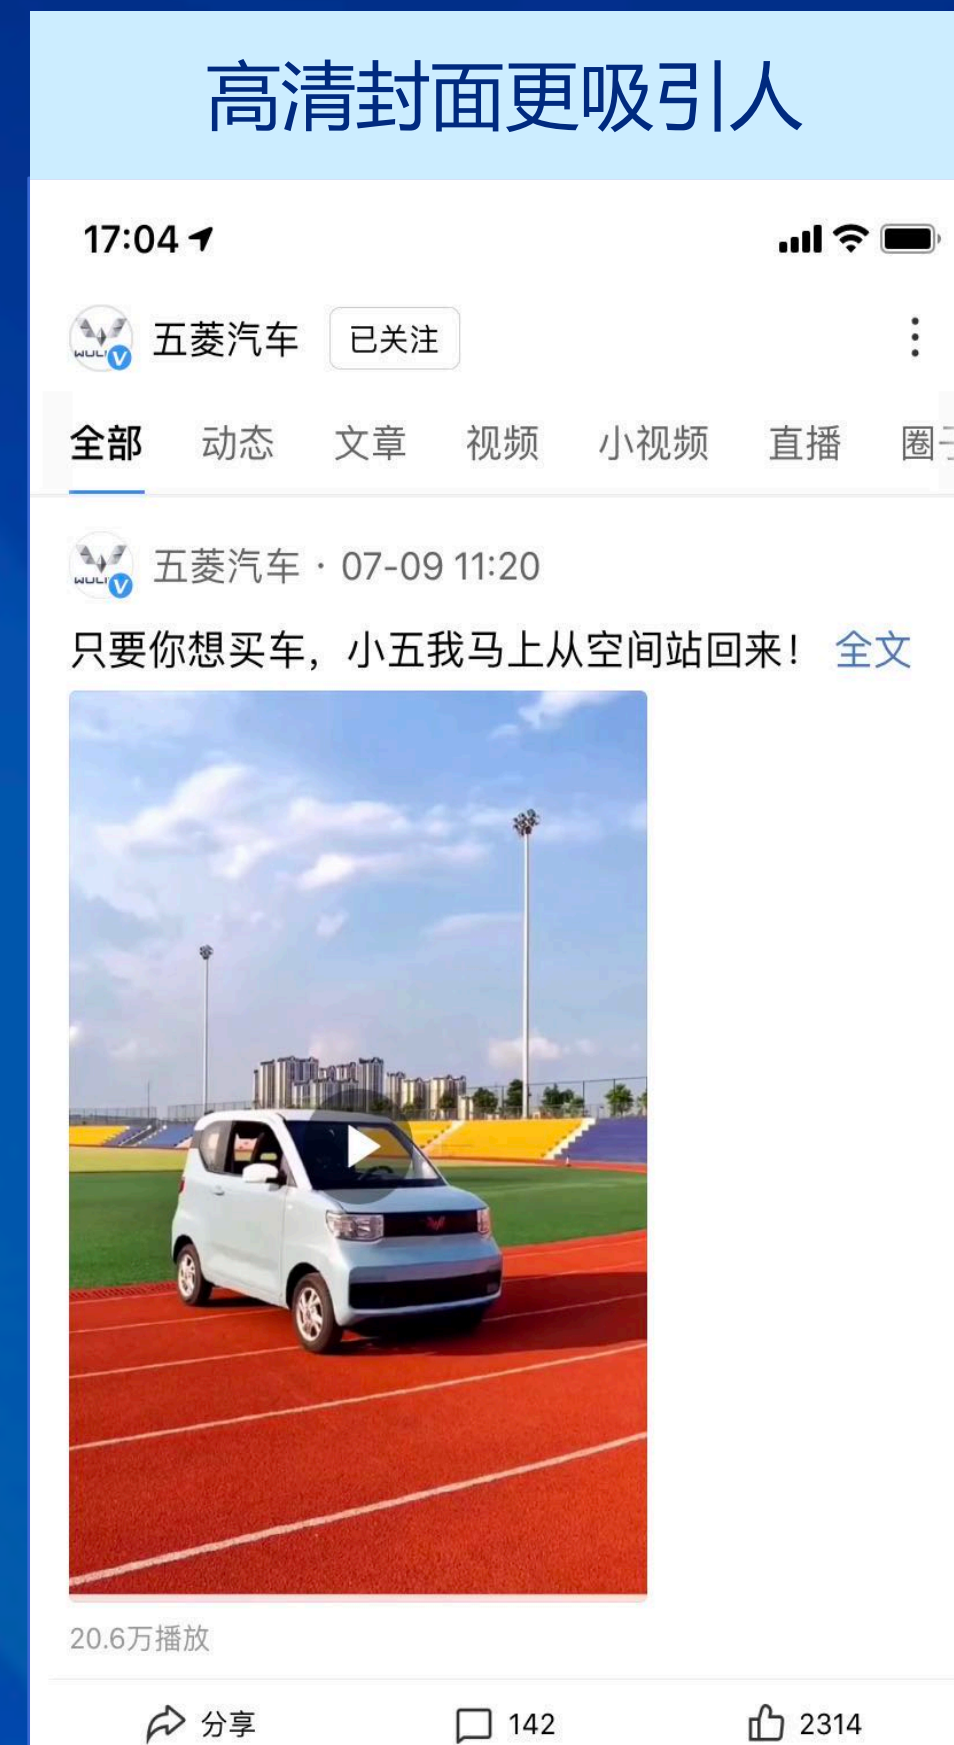 高清封面更吸引人
17:04
五菱汽车 已关注
全部 动态 文章 视频 小视频 直播 圈
五菱汽车 · 07-09 11:20
只要你想买车，小五我马上从空间站回来！ 全文
20.6万播放
分享 142 2314